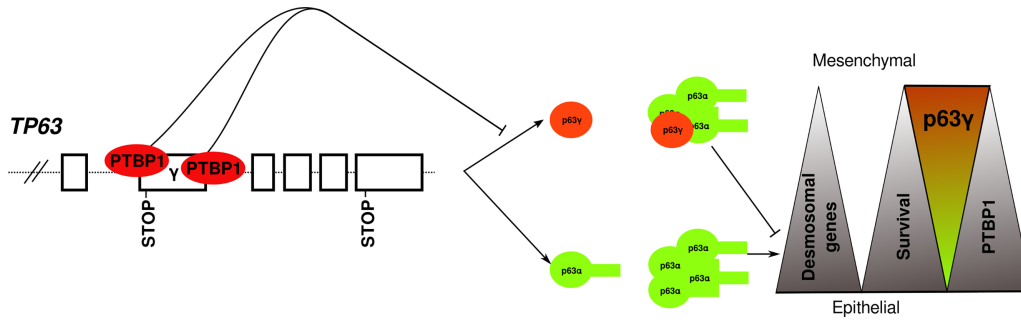 TP63
PTBP1
γ
PTBP1
STOP
STOP
p63γ
p63α
p63α
p63α
p63γ
p63α
p63α
p63α
p63α
Mesenchymal
Desmosomal
genes
Survival
p63γ
PTBP1
Epithelial